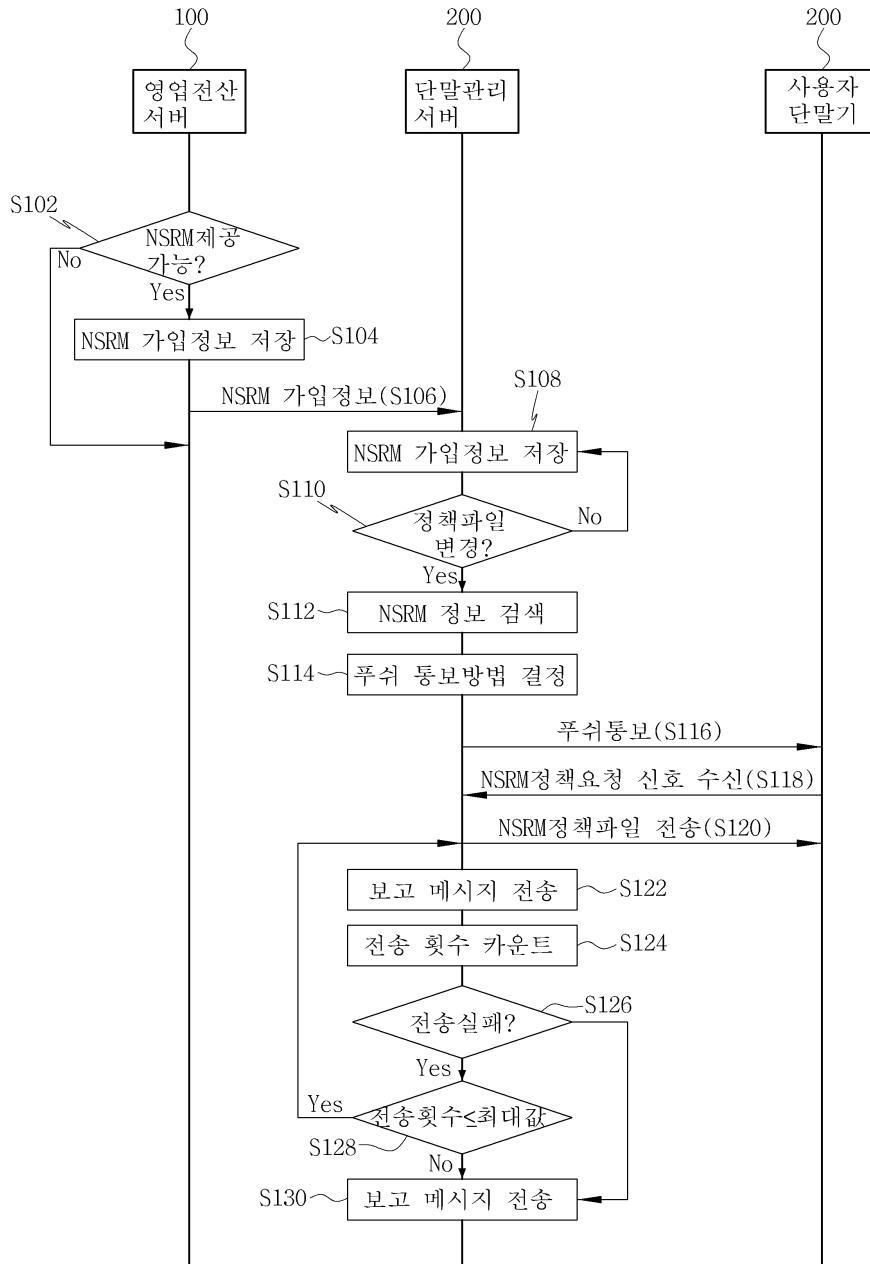 100
200
200
영업전산
서버
단말관리
서버
사용자
단말기
S102
NSRM제공
가능?
No
Yes
NSRM 가입정보 저장
S104
NSRM 가입정보(S106)
S108
NSRM 가입정보 저장
S110
정책파일
변경?
No
Yes
S112
NSRM 정보 검색
S114
푸쉬 통보방법 결정
푸쉬통보(S116)
NSRM정책요청 신호 수신(S118)
NSRM정책파일 전송(S120)
보고 메시지 전송
S122
전송 횟수 카운트
S124
S126
전송실패?
Yes
Yes
전송횟수≤최대값
S128
No
S130
보고 메시지 전송